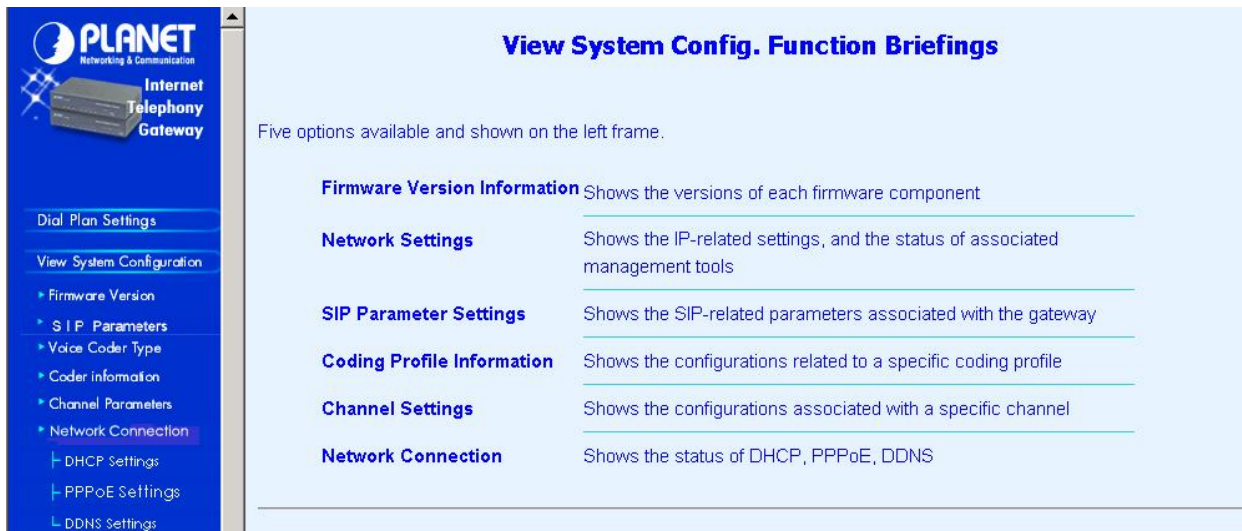 PLANET
Networking & Communication
Internet
Telephony
Gateway
Dial Plan Settings
View System Configuration
Firmware Version
SIP Parameters
Voice Coder Type
Coder information
Channel Parameters
Network Connection
DHCP Settings
PPPoE Settings
DDNS Settings
View System Config. Function Briefings
Five options available and shown on the left frame.
Firmware Version Information Shows the versions of each firmware component
Network Settings Shows the IP-related settings, and the status of associated
management tools
SIP Parameter Settings Shows the SIP-related parameters associated with the gateway
Coding Profile Information Shows the configurations related to a specific coding profile
Channel Settings Shows the configurations associated with a specific channel
Network Connection Shows the status of DHCP, PPPoE, DDNS